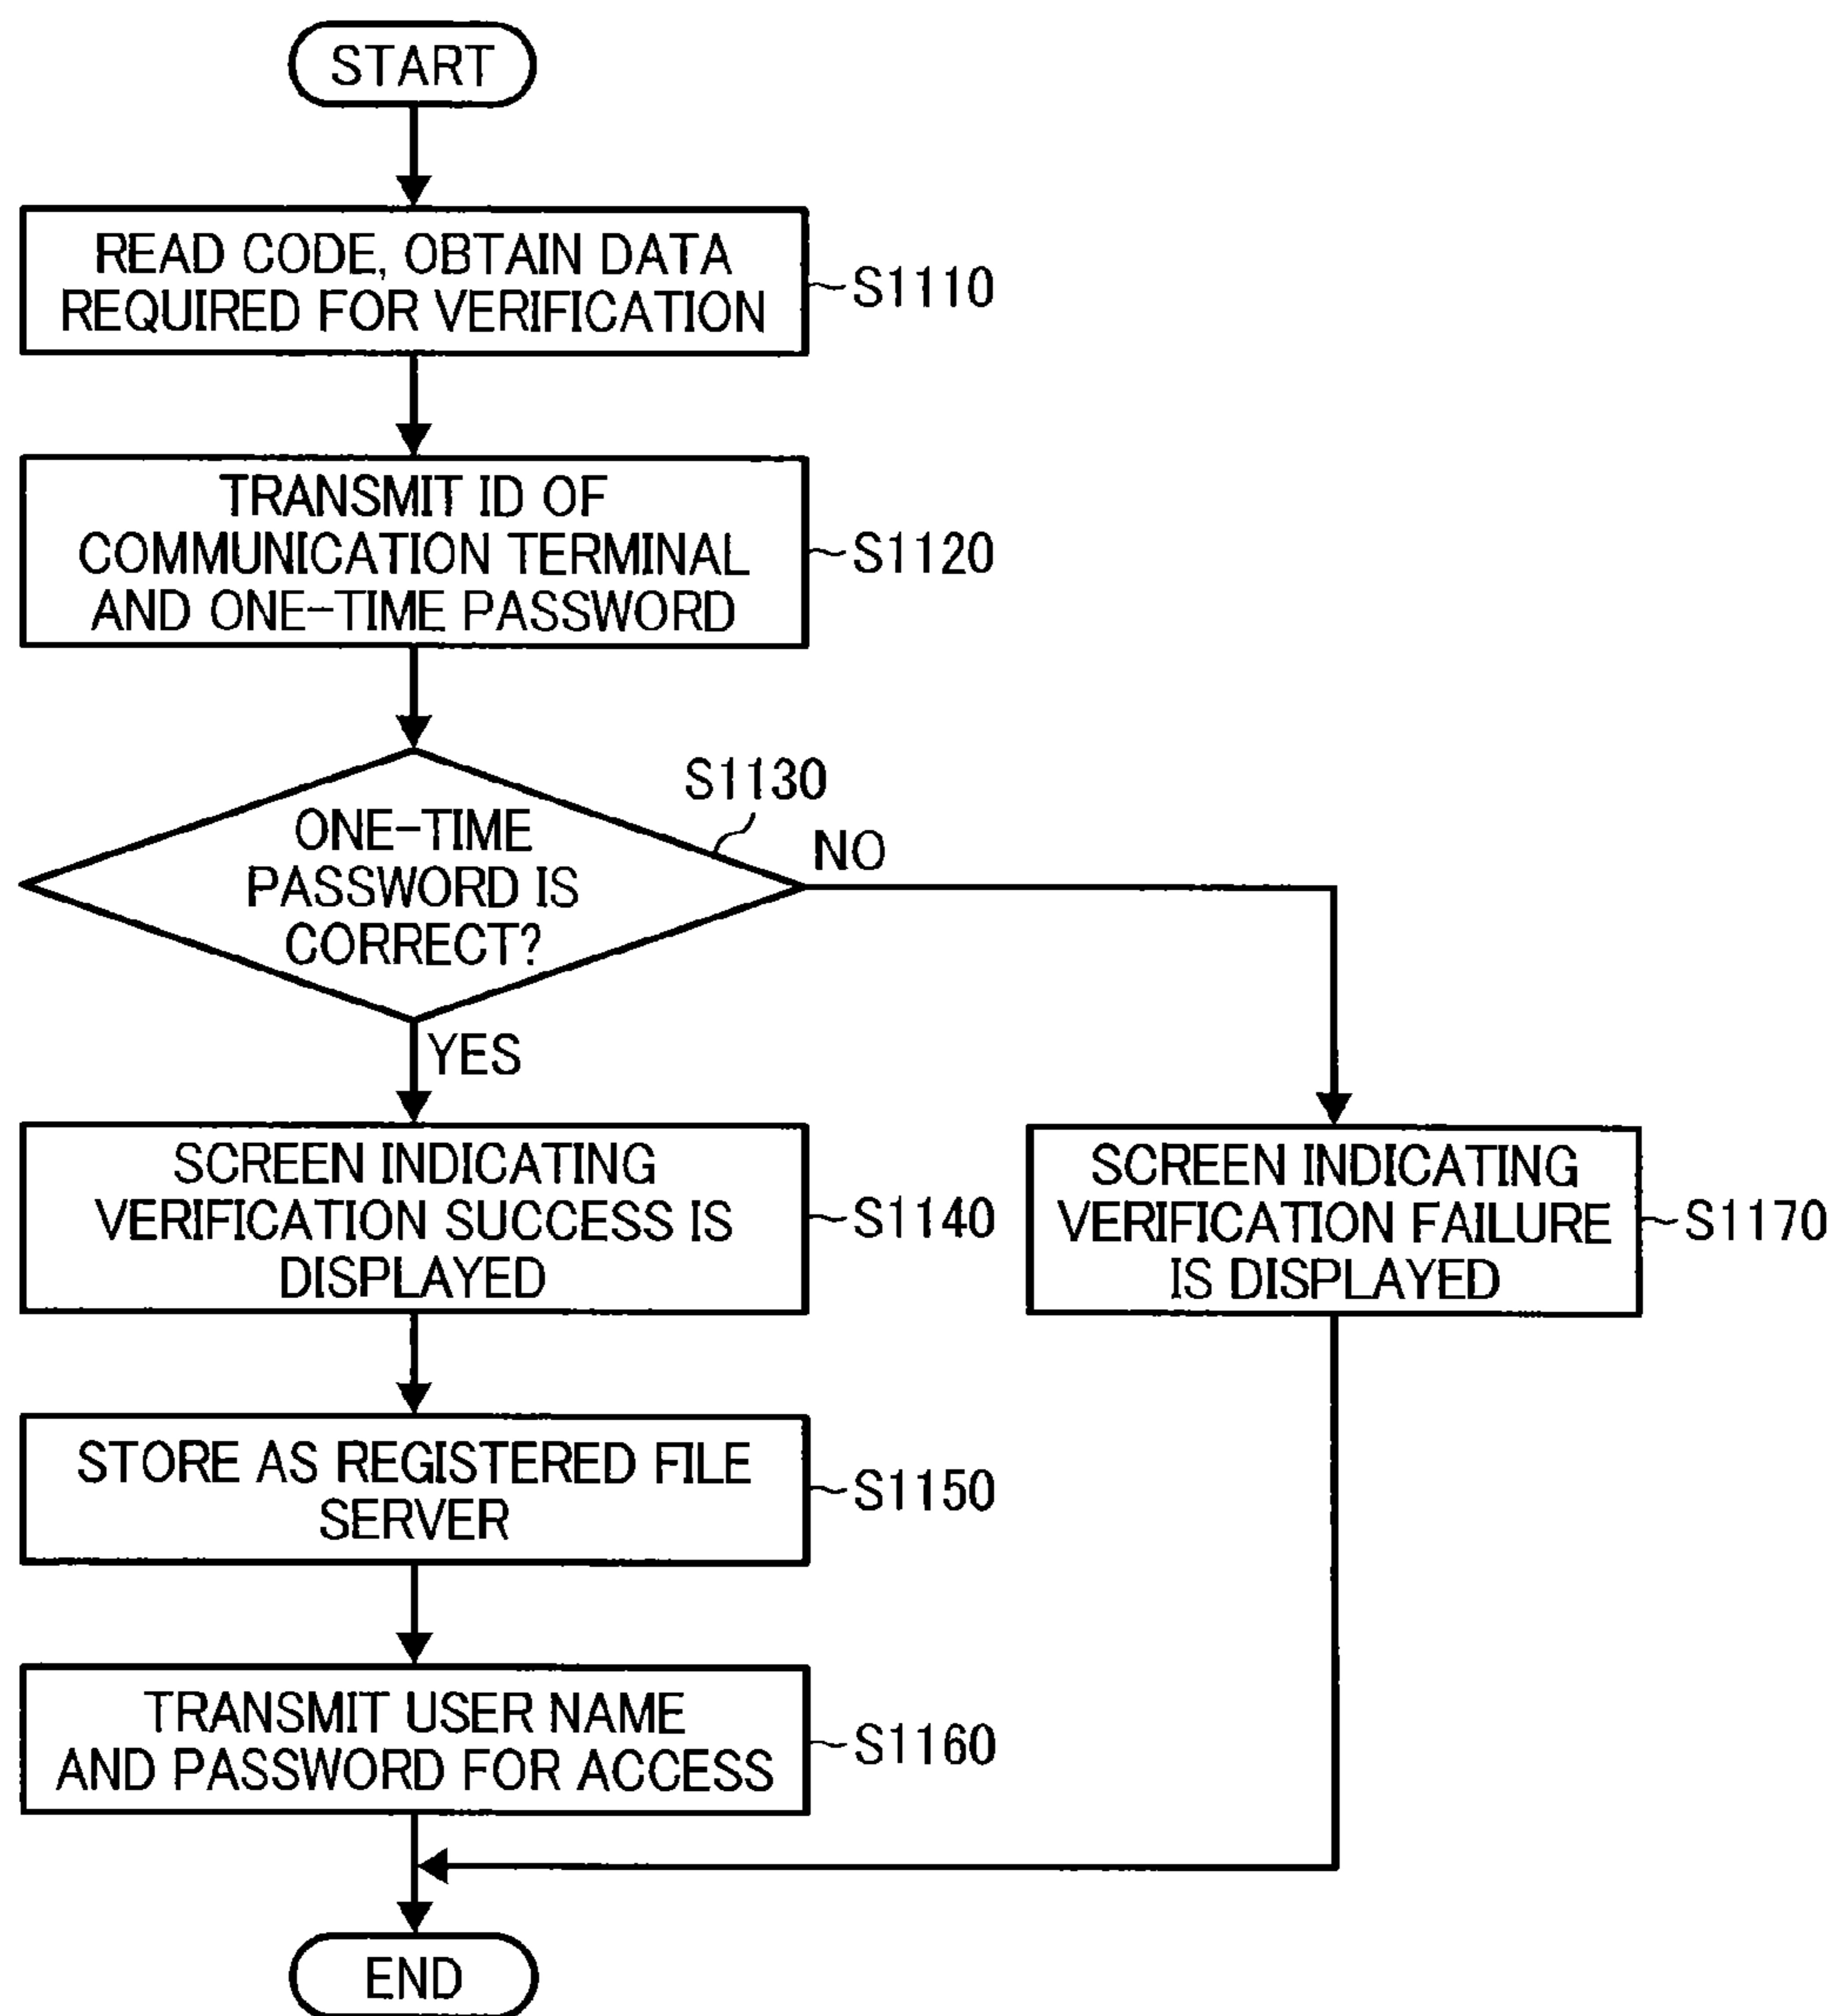 START
READ CODE, OBTAIN DATA
REQUIRED FOR VERIFICATION
S1110
TRANSMIT ID OF
COMMUNICATION TERMINAL
AND ONE-TIME PASSWORD
S1120
S1130
ONE-TIME
PASSWORD IS
CORRECT?
NO
YES
SCREEN INDICATING
VERIFICATION SUCCESS IS
DISPLAYED
S1140
SCREEN INDICATING
VERIFICATION FAILURE
IS DISPLAYED
S1170
STORE AS REGISTERED FILE
SERVER
S1150
TRANSMIT USER NAME
AND PASSWORD FOR ACCESS
S1160
END